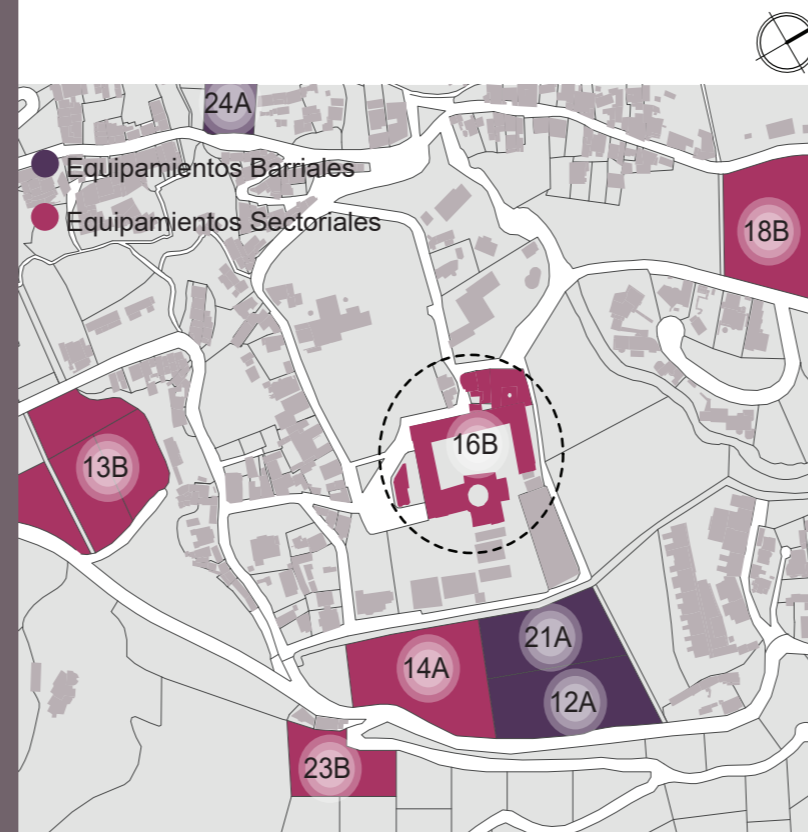 24A
Equipamientos Barriales
Equipamientos Sectoriales
18B
16B
13B
21A
14A
12A
23B